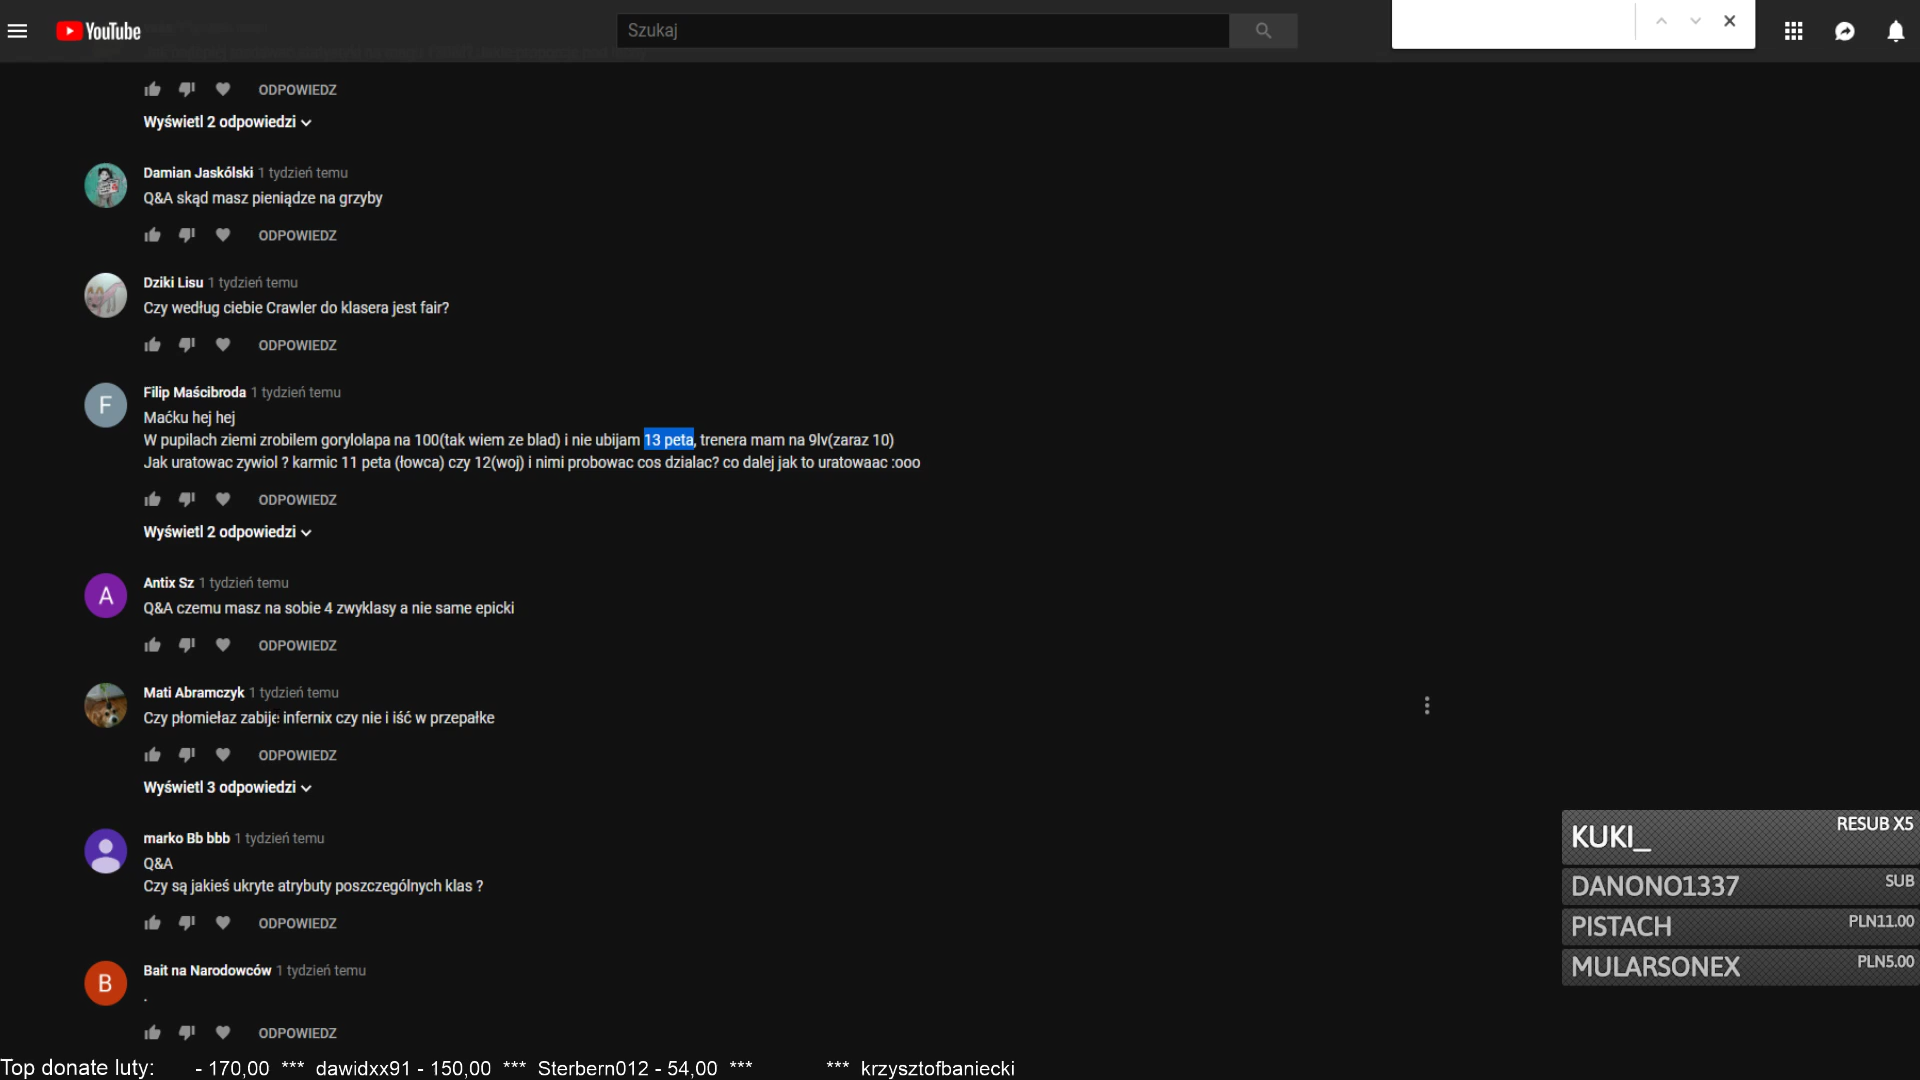 YouTube
Szukaj
ODPOWIEDZ
Wyświetl 2 odpowiedzi
Damian Jaskólski 1 tydzień temu
Q&A skąd masz pieniądze na grzyby
ODPOWIEDZ
Dziki Lisu 1 tydzień temu
Czy według ciebie Crawler do klasera jest fair?
ODPOWIEDZ
F
Filip Maścibroda 1 tydzień temu
Maćku hej hej
W pupilach ziemi zrobilem gorylolapa na 100(tak wiem ze blad) i nie ubijam 13 peta, trenera mam na 9lv(zaraz 10)
Jak uratowac zywiol ? karmic 11 peta (łowca) czy 12(woj) i nimi probowac cos dzialac? co dalej jak to uratowaac :ooo
ODPOWIEDZ
Wyświetl 2 odpowiedzi
A
Antix Sz 1 tydzień temu
Q&A czemu masz na sobie 4 zwyklasy a nie same epicki
ODPOWIEDZ
Mati Abramczyk 1 tydzień temu
Czy płomiełaz zabije infernix czy nie i iść w przepałke
ODPOWIEDZ
Wyświetl 3 odpowiedzi
marko Bb bbb 1 tydzień temu
Q&A
Czy są jakieś ukryte atrybuty poszczególnych klas ?
ODPOWIEDZ
B
Bait na Narodowców 1 tydzień temu
.
ODPOWIEDZ
KUKI_ RESUB X5
DANONO1337 SUB
PISTACH PLN11.00
MULARSONEX PLN5.00
Top donate luty: - 170,00 *** dawidxx91 - 150,00 *** Sterbern012 - 54,00 *** *** krzysztofbaniecki